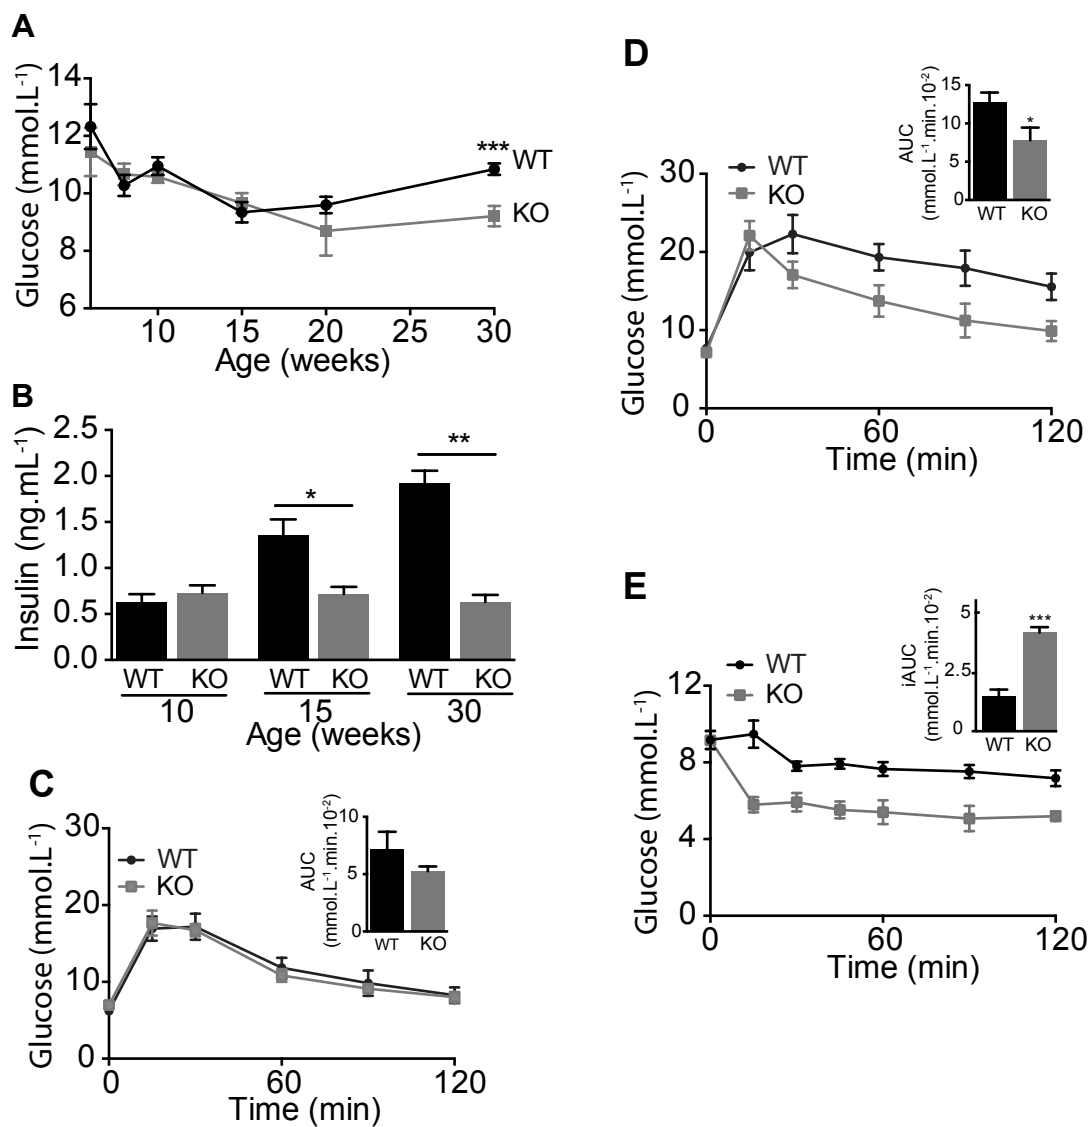 A
Glucose (mmol.L⁻¹)
14
12
10
8
6
***
WT
KO
10 15 20 25 30
Age (weeks)
B
Insulin (ng.mL⁻¹)
2.5
2.0
1.5
1.0
0.5
0.0
*
**
WT KO WT KO WT KO
10 15 30
Age (weeks)
C
Glucose (mmol.L⁻¹)
30
20
10
0
WT
KO
0 60 120
Time (min)
AUC
(mmol.L⁻¹.min.10⁻²)
10
5
0
WT KO
D
Glucose (mmol.L⁻¹)
30
20
10
0
WT
KO
0 60 120
Time (min)
AUC
(mmol.L⁻¹.min.10⁻²)
15
10
5
0
*
WT KO
E
Glucose (mmol.L⁻¹)
12
8
4
0
WT
KO
0 60 120
Time (min)
iAUC
(mmol.L⁻¹.min.10⁻²)
5
2.5
0
***
WT KO